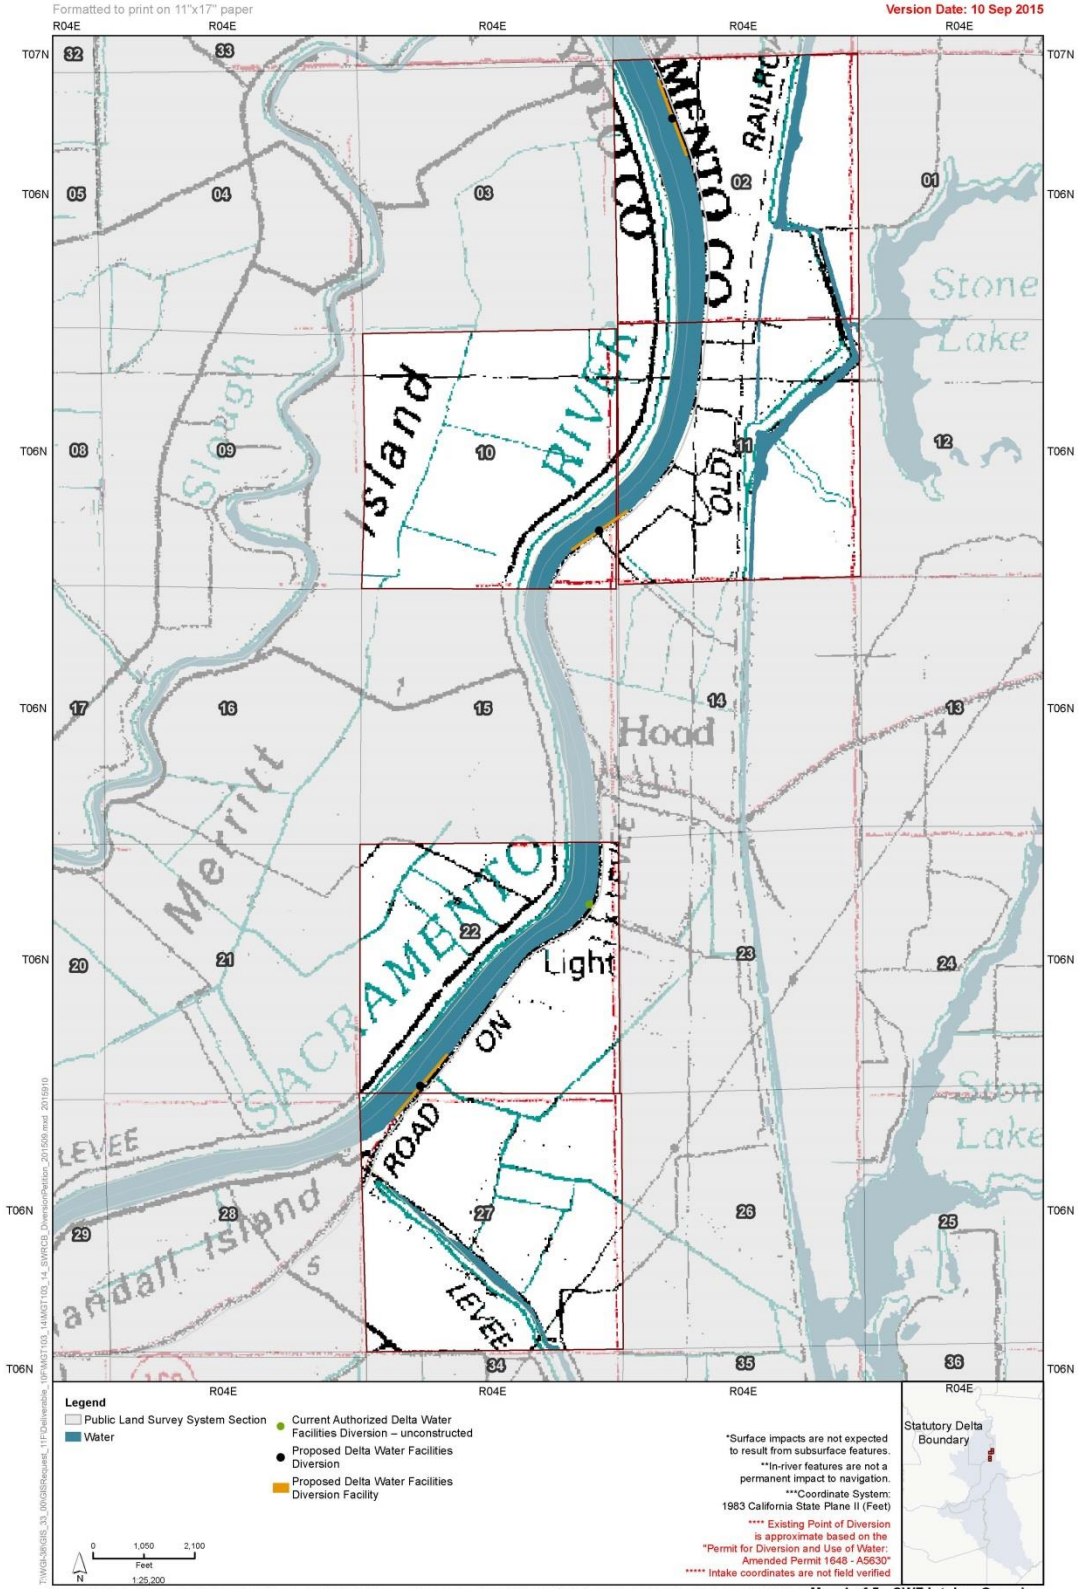 Formatted to print on 11"x17" paper
Version Date: 10 Sep 2015
R04E
R04E
R04E
R04E
R04E
T07N
T07N
32
33
YOLO CO
SACRAMENTO CO
RAILRO
T06N
05
04
03
02
01
T06N
Stone
Lake
Slough
Island
RIVER
T06N
08
09
10
11
12
T06N
T06N
17
16
15
14
13
T06N
1
4
Hood
LEVEE
Merritt
SACRAMENTO
22
Light
T06N
20
21
23
24
T06N
ON
ROAD
LEVEE
Lake
T06N
29
28
27
26
25
T06N
5
LEVEE
T06N
34
35
36
T06N
R04E
R04E
R04E
R04E
Legend
Public Land Survey System Section
Water
Current Authorized Delta Water
Facilities Diversion – unconstructed
Proposed Delta Water Facilities
Diversion
Proposed Delta Water Facilities
Diversion Facility
*Surface impacts are not expected
to result from subsurface features.
**In-river features are not a
permanent impact to navigation.
***Coordinate System:
1983 California State Plane II (Feet)
**** Existing Point of Diversion
is approximate based on the
"Permit for Diversion and Use of Water:
Amended Permit 1648 - A5630"
***** Intake coordinates are not field verified
Statutory Delta
Boundary
0 1,050 2,100
Feet
N
1:25,200